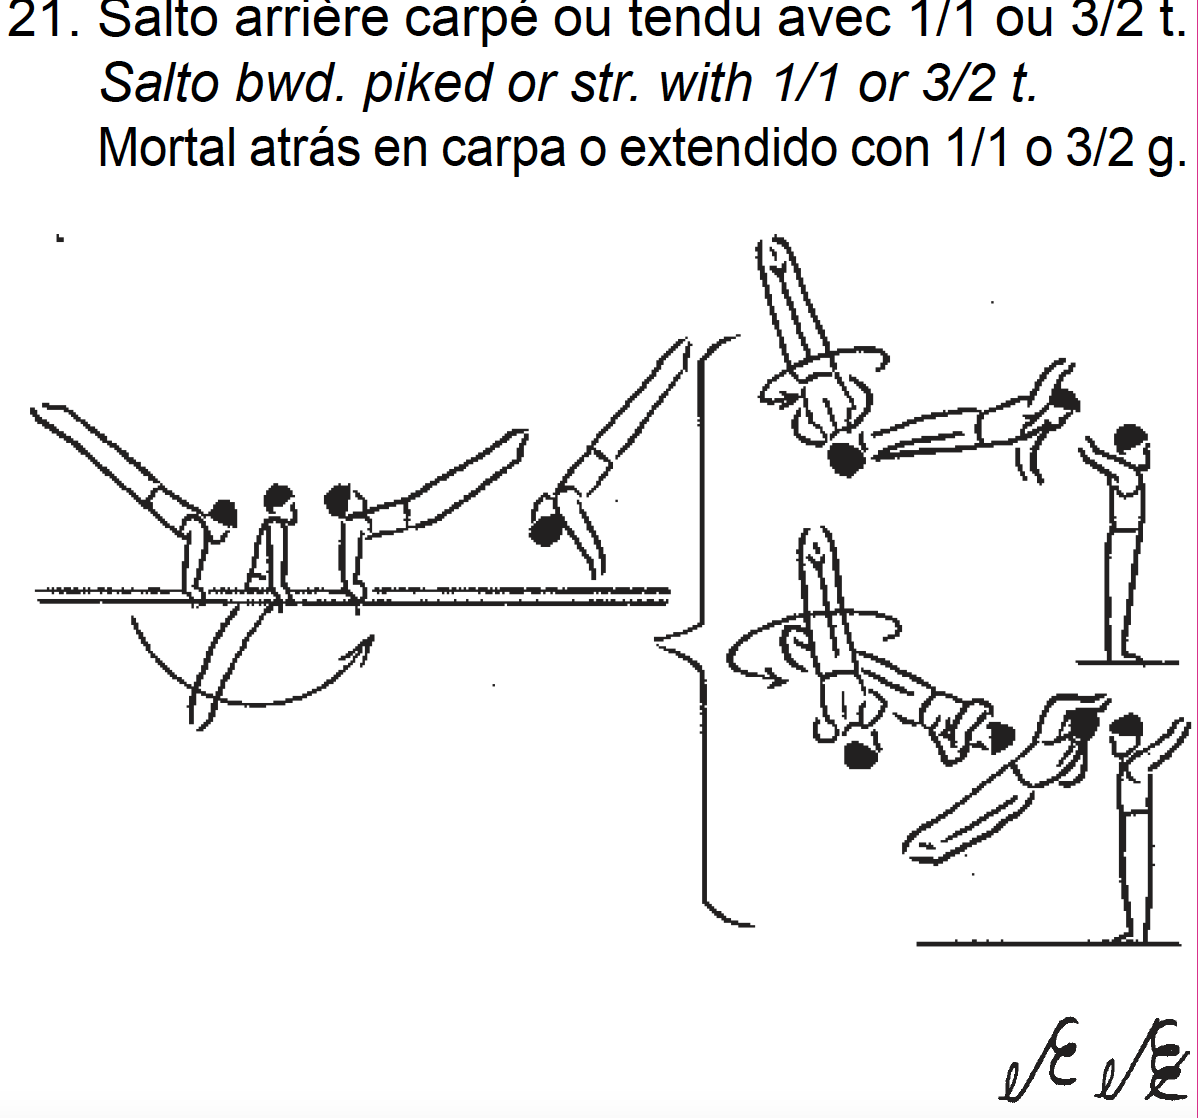 21. Salto arrière carpé ou tendu avec 1/1 ou 3/2 t.
Salto bwd. piked or str. with 1/1 or 3/2 t.
Mortal atrás en carpa o extendido con 1/1 o 3/2 g.